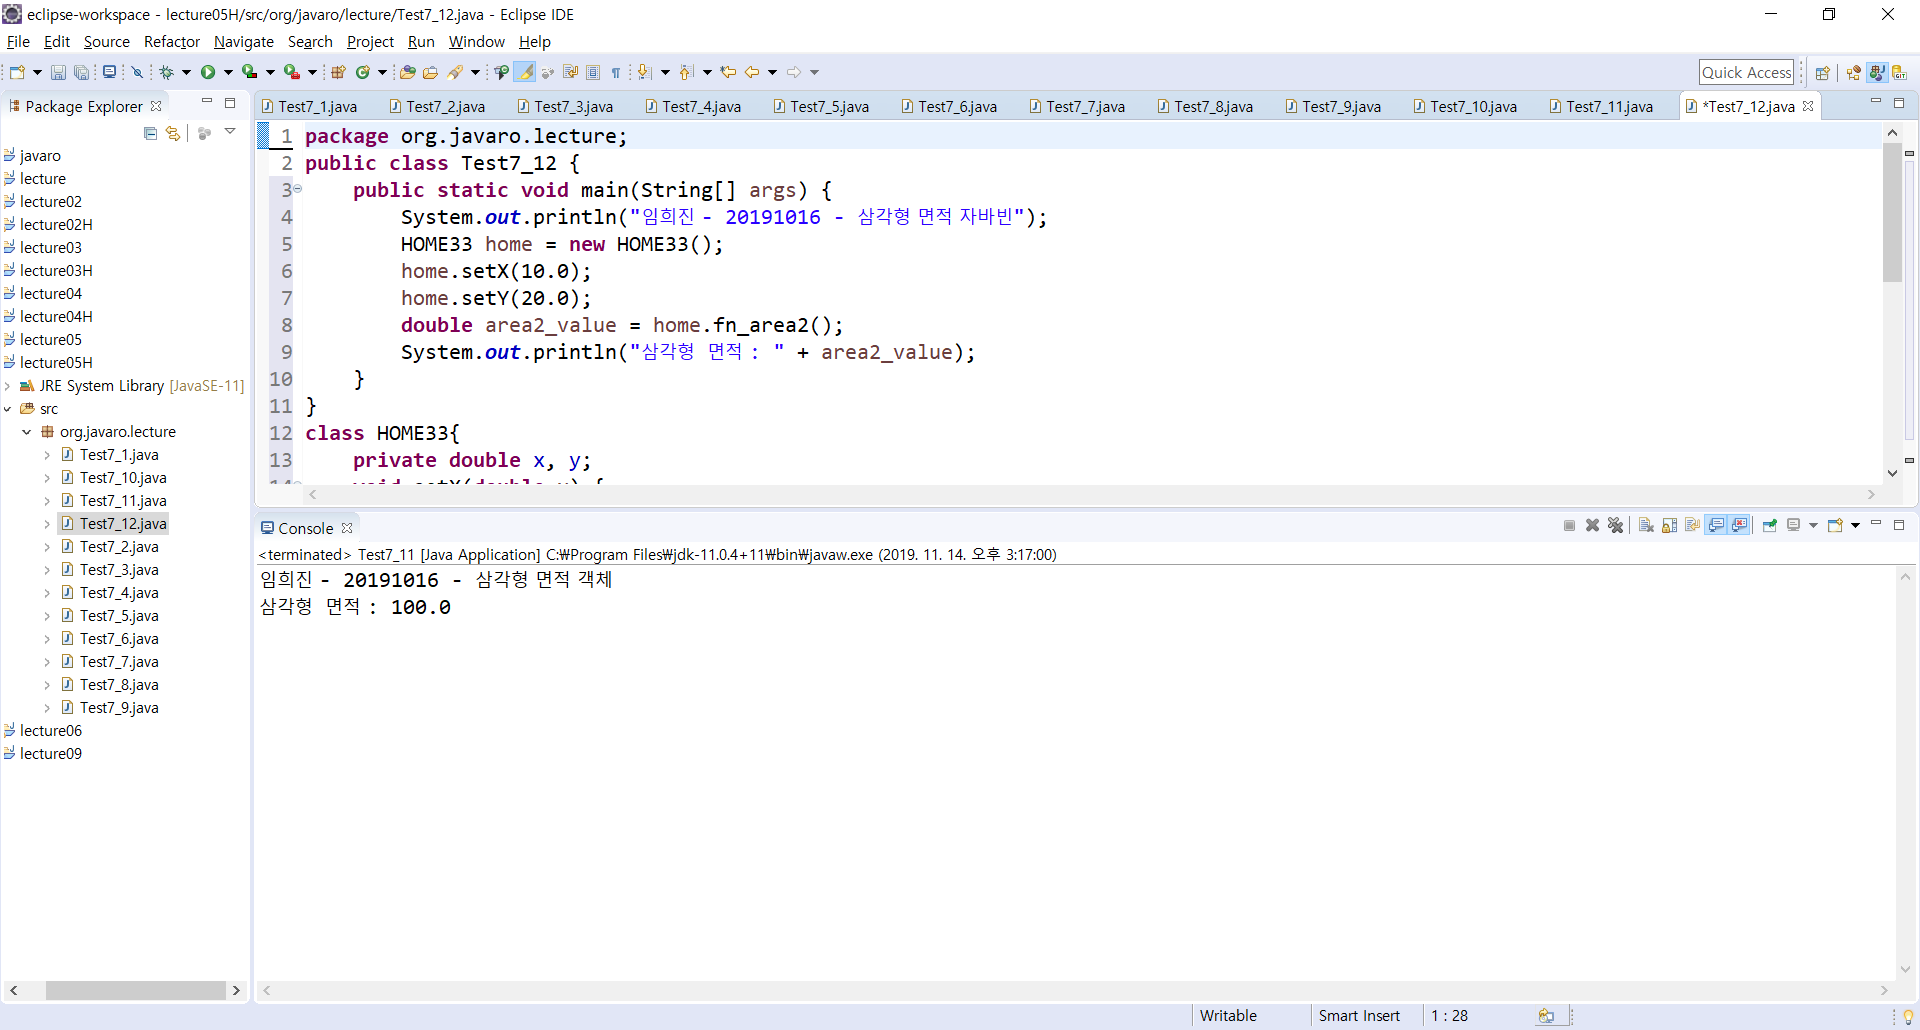 eclipse-workspace - lecture05H/src/org/javaro/lecture/Test7_12.java - Eclipse IDE
File Edit Source Refactor Navigate Search Project Run Window Help
Quick Access
Package Explorer
javaro
lecture
lecture02
lecture02H
lecture03
lecture03H
lecture04
lecture04H
lecture05
lecture05H
JRE System Library [JavaSE-11]
src
org.javaro.lecture
Test7_1.java
Test7_10.java
Test7_11.java
Test7_12.java
Test7_2.java
Test7_3.java
Test7_4.java
Test7_5.java
Test7_6.java
Test7_7.java
Test7_8.java
Test7_9.java
lecture06
lecture09
Test7_1.java Test7_2.java Test7_3.java Test7_4.java Test7_5.java Test7_6.java Test7_7.java Test7_8.java Test7_9.java Test7_10.java Test7_11.java *Test7_12.java
1 package org.javaro.lecture;
2 public class Test7_12 {
3 public static void main(String[] args) {
4 System.out.println("임희진 - 20191016 - 삼각형 면적 자바빈");
5 HOME33 home = new HOME33();
6 home.setX(10.0);
7 home.setY(20.0);
8 double area2_value = home.fn_area2();
9 System.out.println("삼각형 면적 : " + area2_value);
10 }
11 }
12 class HOME33{
13 private double x, y;
14 void setX(double x) {
Console
<terminated> Test7_11 [Java Application] C:₩Program Files₩jdk-11.0.4+11₩bin₩javaw.exe (2019. 11. 14. 오후 3:17:00)
임희진 - 20191016 - 삼각형 면적 객체
삼각형 면적 : 100.0
Writable Smart Insert 1 : 28